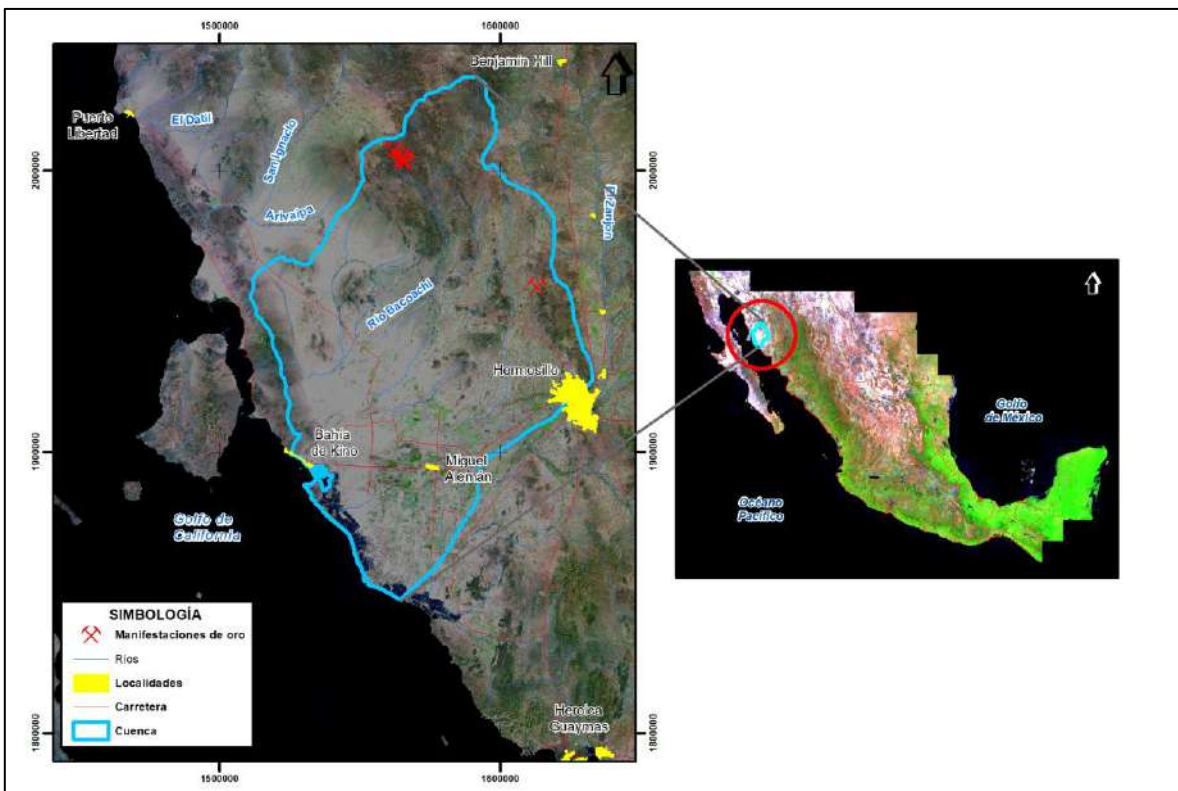 1500000
1600000
Benjamin Hill
Puerto
Libertad
El Datil
San Ignacio
2000000
2000000
Arivaipa
El Zanjon
Río Bacoachi
Hermosillo
Bahía
de Kino
1900000
Miguel
Alemán
1900000
Golfo de
California
SIMBOLOGÍA
Manifestaciones de oro
Ríos
Localidades
Carretera
Cuenca
Heroica
Guaymas
1800000
1800000
1500000
1600000
Golfo
de México
Océano
Pacífico